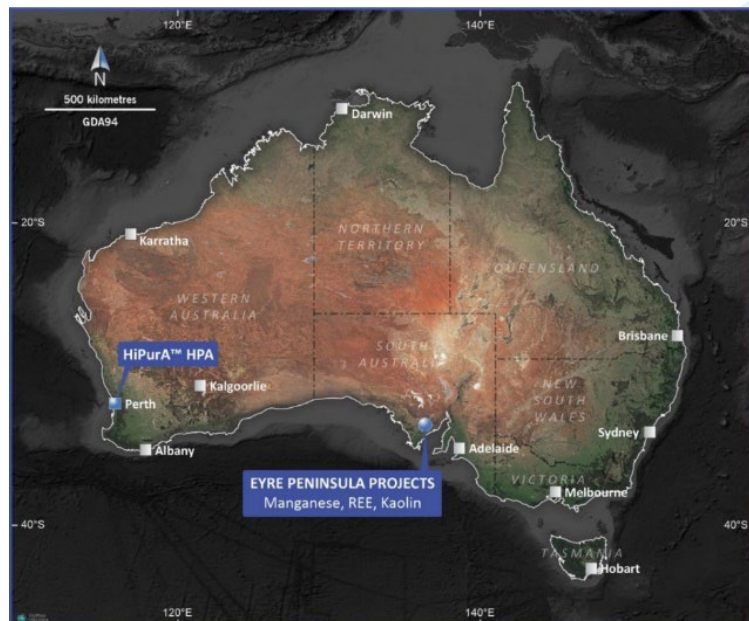 120°E
140°E
N
500 kilometres
GDA94
Darwin
20°S
20°S
Karratha
NORTHERN
TERRITORY
QUEENSLAND
WESTERN
AUSTRALIA
SOUTH
AUSTRALIA
Brisbane
HiPurA™ HPA
Perth
Kalgoorlie
NEW
SOUTH
WALES
Sydney
Albany
Adelaide
EYRE PENINSULA PROJECTS
Manganese, REE, Kaolin
VICTORIA
Melbourne
40°S
40°S
TASMANIA
Hobart
120°E
140°E